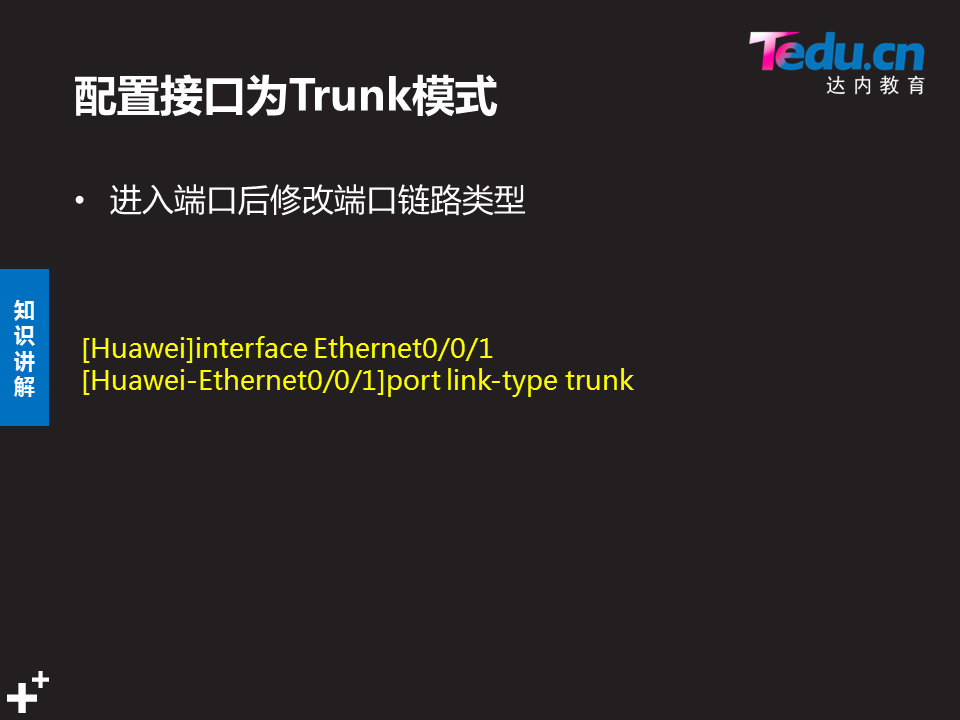 Tedu.cn
达内教育
配置接口为Trunk模式
• 进入端口后修改端口链路类型
知识讲解
[Huawei]interface Ethernet0/0/1
[Huawei-Ethernet0/0/1]port link-type trunk